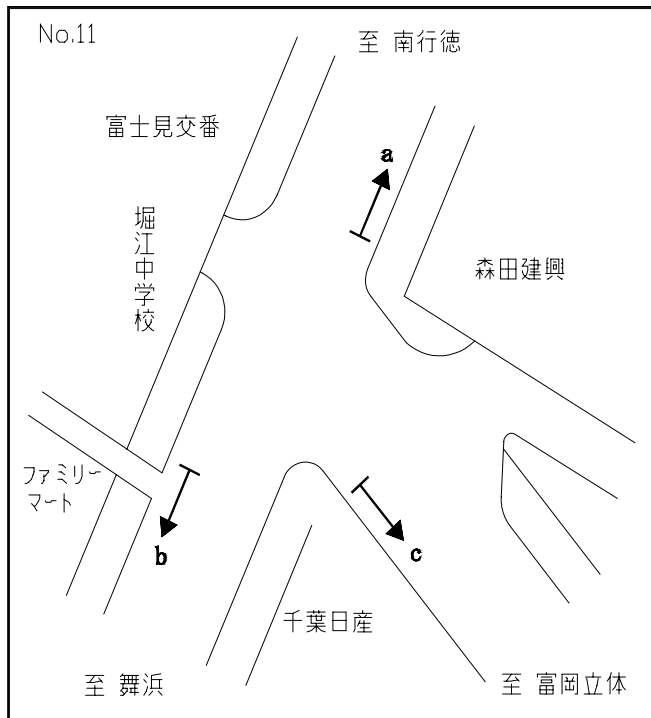 No.11
至 南行徳
富士見交番
a
堀江中学校
森田建興
ファミリー
マート
b
c
千葉日産
至 舞浜
至 富岡立体